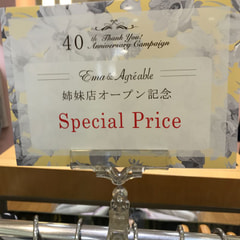 40th Thank You!
Anniversary Campaign
Ema & Agréable
姉妹店オープン記念
Special Price